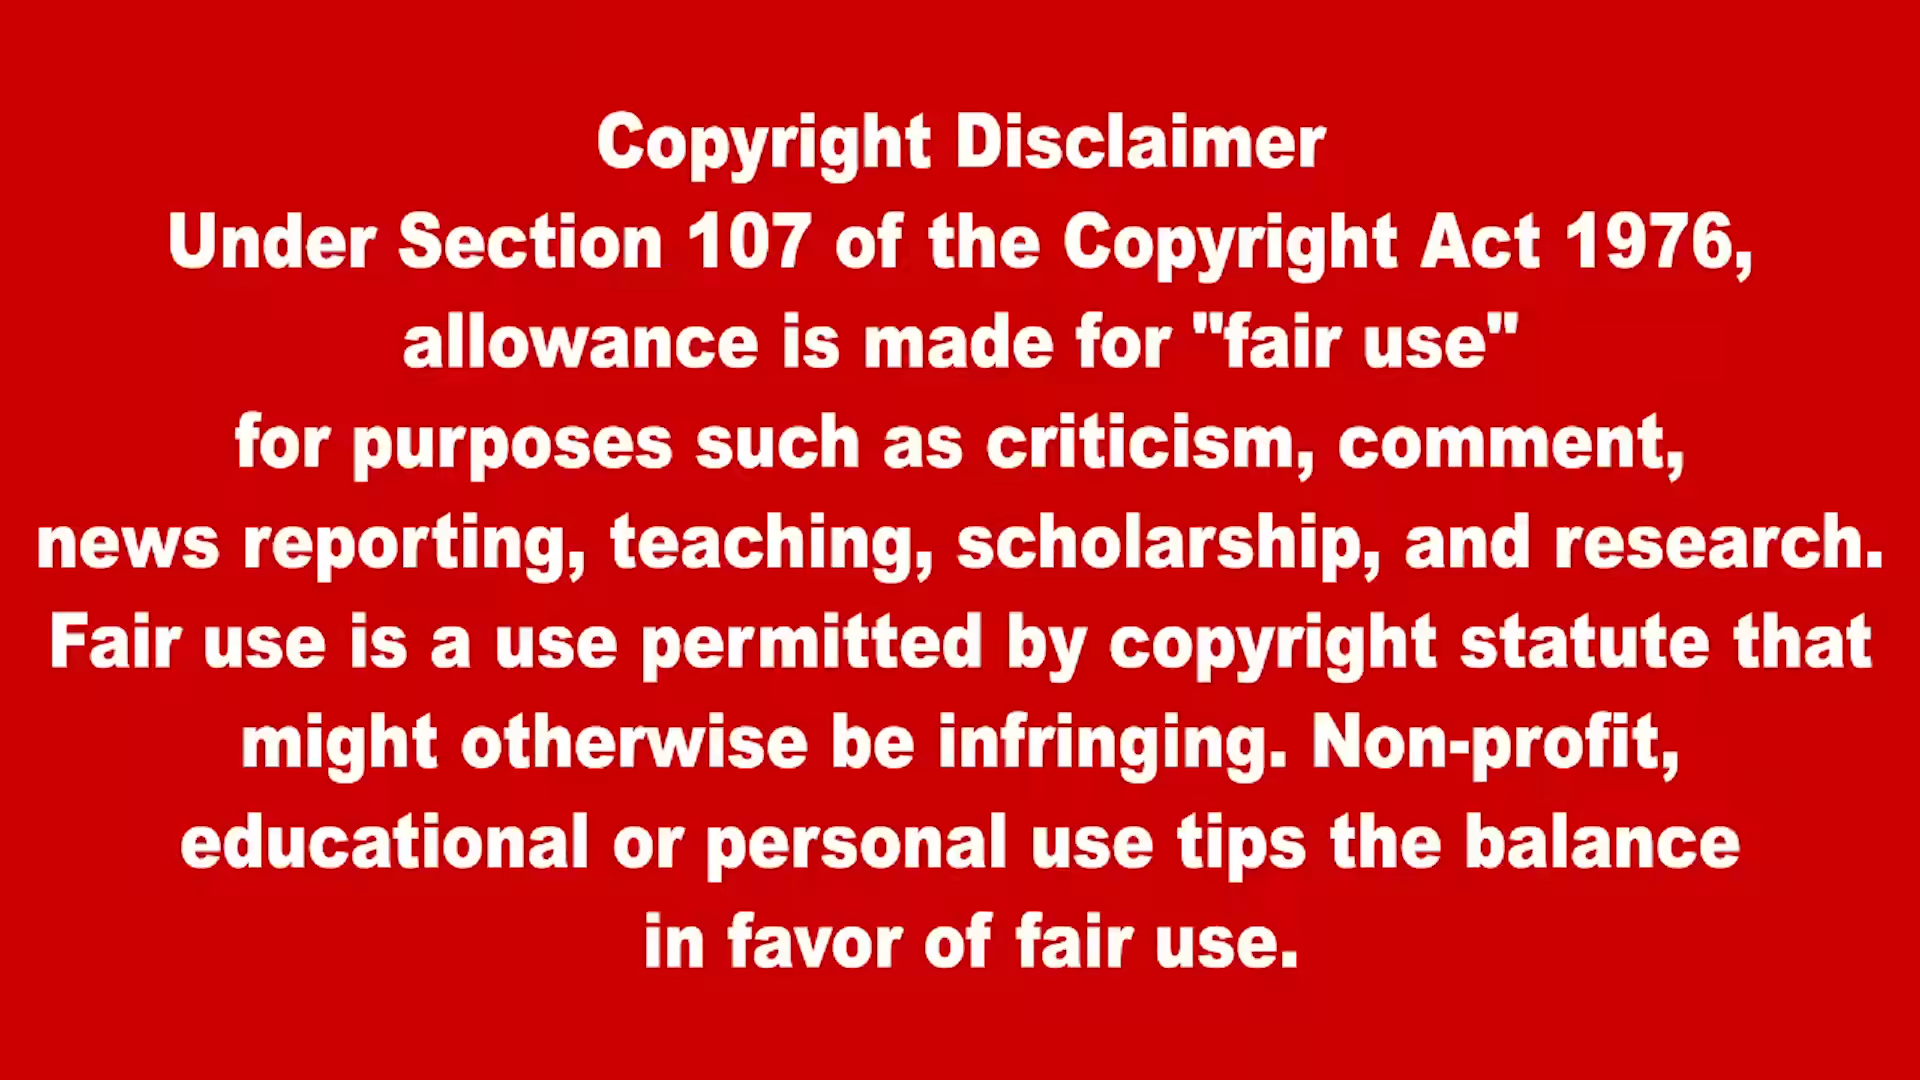 Copyright Disclaimer
Under Section 107 of the Copyright Act 1976,
allowance is made for "fair use"
for purposes such as criticism, comment,
news reporting, teaching, scholarship, and research.
Fair use is a use permitted by copyright statute that
might otherwise be infringing. Non-profit,
educational or personal use tips the balance
in favor of fair use.